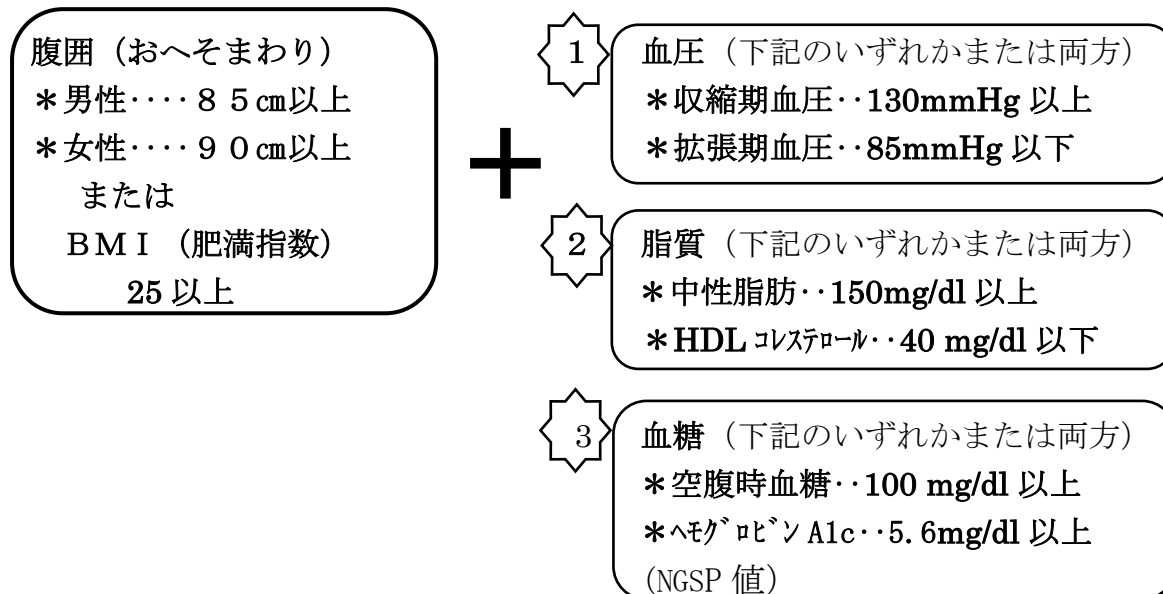 腹囲（おへそまわり）
＊男性‥‥８５㎝以上
＊女性‥‥９０㎝以上
または
ＢＭＩ（肥満指数）
25以上
＋
1
血圧（下記のいずれかまたは両方）
＊収縮期血圧‥130mmHg 以上
＊拡張期血圧‥85mmHg 以下
2
脂質（下記のいずれかまたは両方）
＊中性脂肪‥150mg/dl 以上
＊HDL ｺﾚｽﾃﾛｰﾙ‥40 mg/dl 以下
3
血糖（下記のいずれかまたは両方）
＊空腹時血糖‥100 mg/dl 以上
＊ﾍﾓｸﾞﾛﾋﾞﾝ A1c‥5.6mg/dl 以上
(NGSP 値）